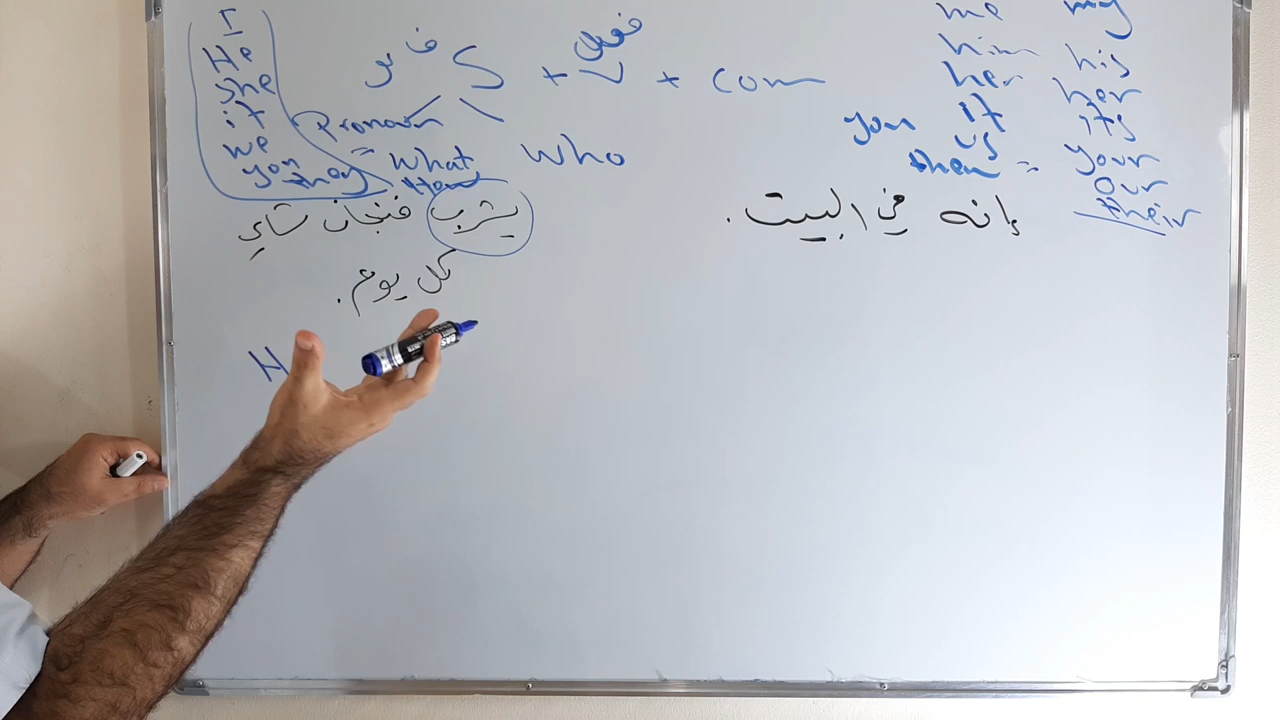 I
He
she
it
we
you
they
S + V + com
فعل
Pronoun
what
who
me
him
her
it
you
us
them =
my
his
her
its
your
our
their
يشرب فنجان شاي
كل يوم.
إنه في البيت.
H